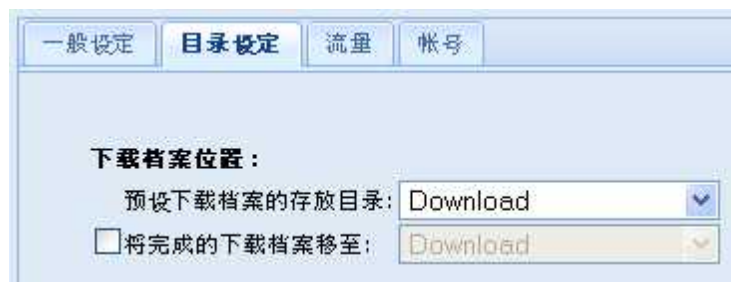 一般设定 目录设定 流量 帐号
下载档案位置：
预设下载档案的存放目录: Download
将完成的下载档案移至: Download